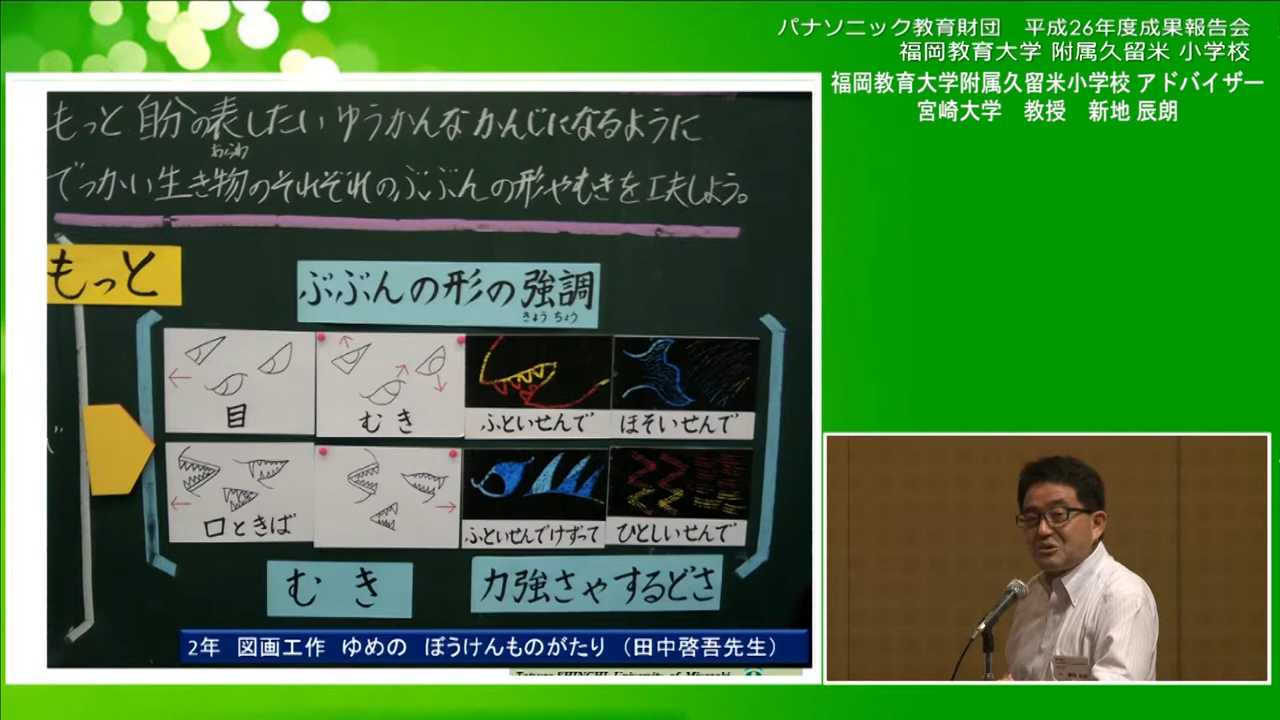 パナソニック教育財団　平成26年度成果報告会
福岡教育大学 附属久留米 小学校
福岡教育大学附属久留米小学校 アドバイザー
宮崎大学　教授　新地 辰朗
もっと自分の表したいゆうかんなかんじになるように
あらわ
でっかい生き物のそれぞれのぶぶんの形やむきを工夫しよう。
もっと
ぶぶんの形の強調
きょうちょう
目
むき
ふといせんで
ほそいせんで
口ときば
ふといせんでけずって
ひとしいせんで
むき
力強さやするどさ
2年　図画工作　ゆめの　ぼうけんものがたり　（田中啓吾先生）